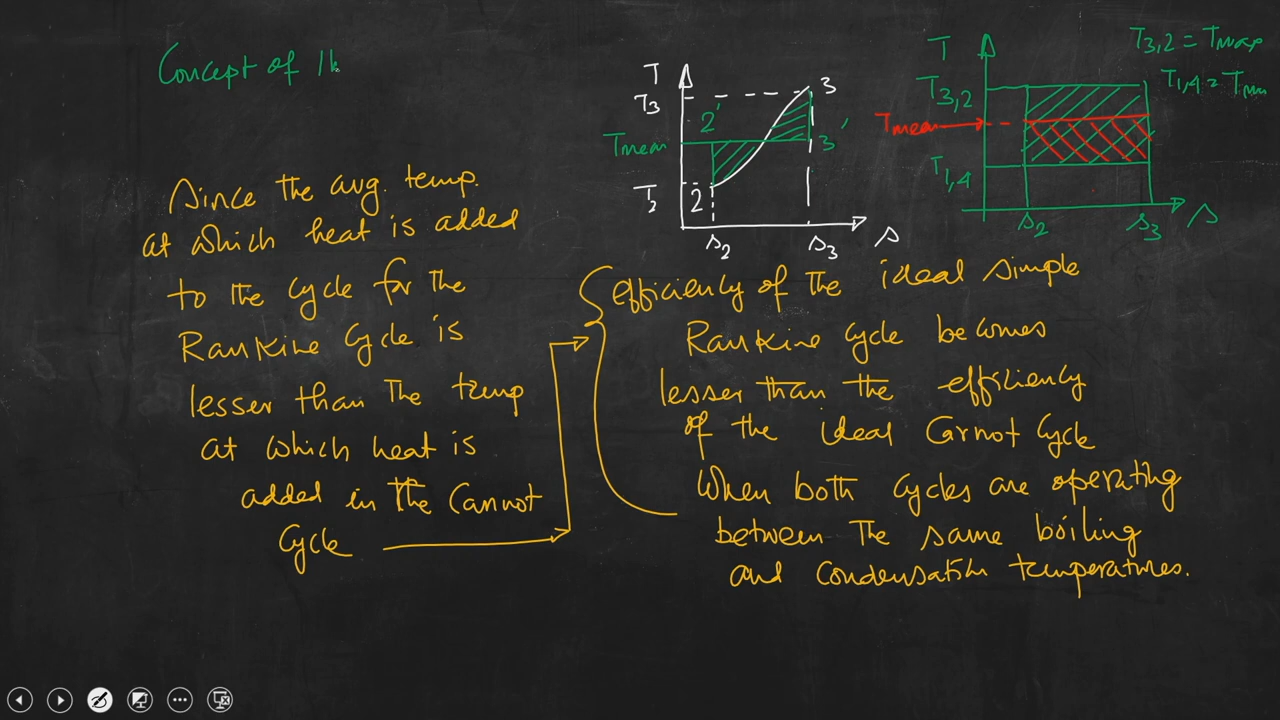 Concept of
Since the avg. temp.
at which heat is added
to the cycle for the
Rankine Cycle is
lesser than The temp
at which heat is
added in The Carnot
Cycle
T
T3
Tmean
T2
2'
3
3'
2
s2
s3
s
T
T3,2
Tmean
T1,4
s2
s3
s
T3,2 = Tmax
T1,4 = Tmin
efficiency of the ideal simple
Rankine Cycle becomes
lesser than the efficiency
of the ideal Carnot Cycle
When both cycles are operating
between The same boiling
and condensation temperatures.